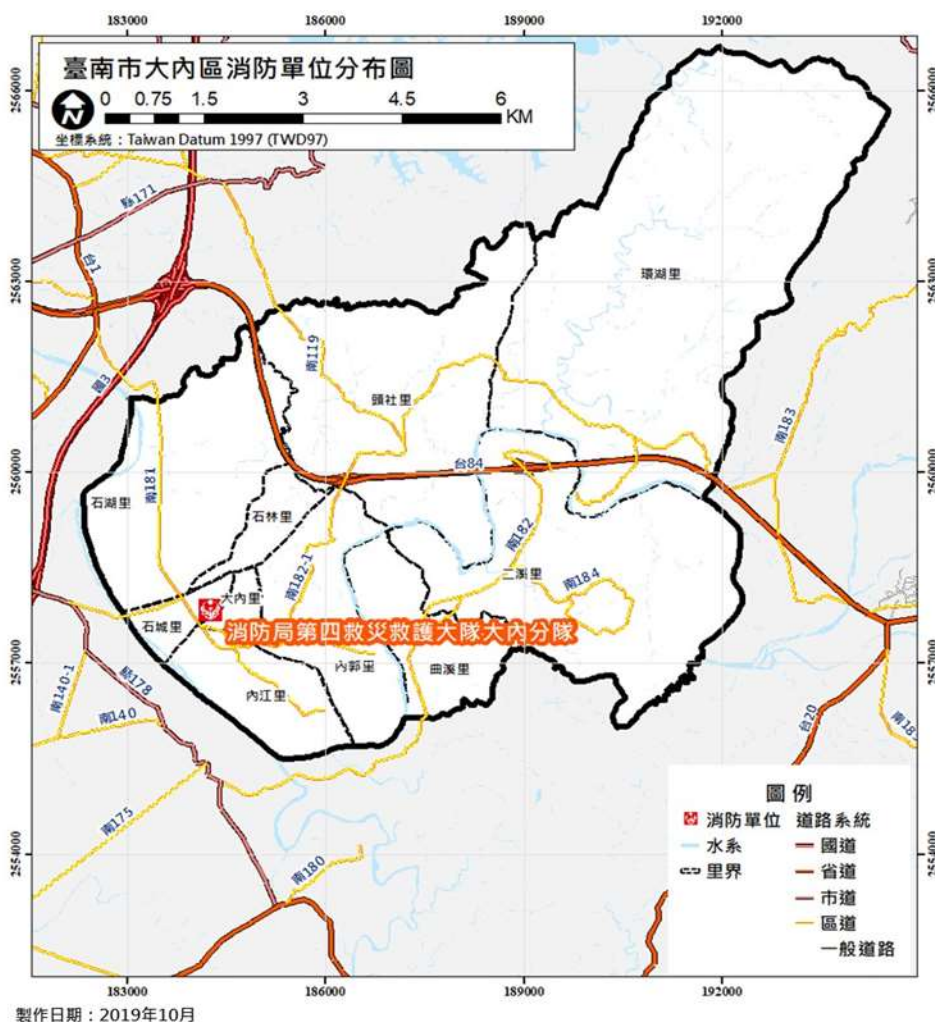 183000 186000 189000 192000
臺南市大內區消防單位分布圖
N
0 0.75 1.5 3 4.5 6
KM
坐標系統：Taiwan Datum 1997 (TWD97)
2566000 2566000
縣171
台1
環湖里
2563000 2563000
國3
南119
頭社里
南183
台84
2560000 2560000
石湖里
南181
石林里
南182
南182-1
二溪里
南184
大內里
石城里
消防局第四救災救護大隊大內分隊
2557000 2557000
內郭里
曲溪里
內江里
南140-1
縣178
南140
台20
南175
南180
2554000 2554000
圖例
消防單位
水系
里界
道路系統
國道
省道
市道
區道
一般道路
183000 186000 189000 192000
製作日期：2019年10月